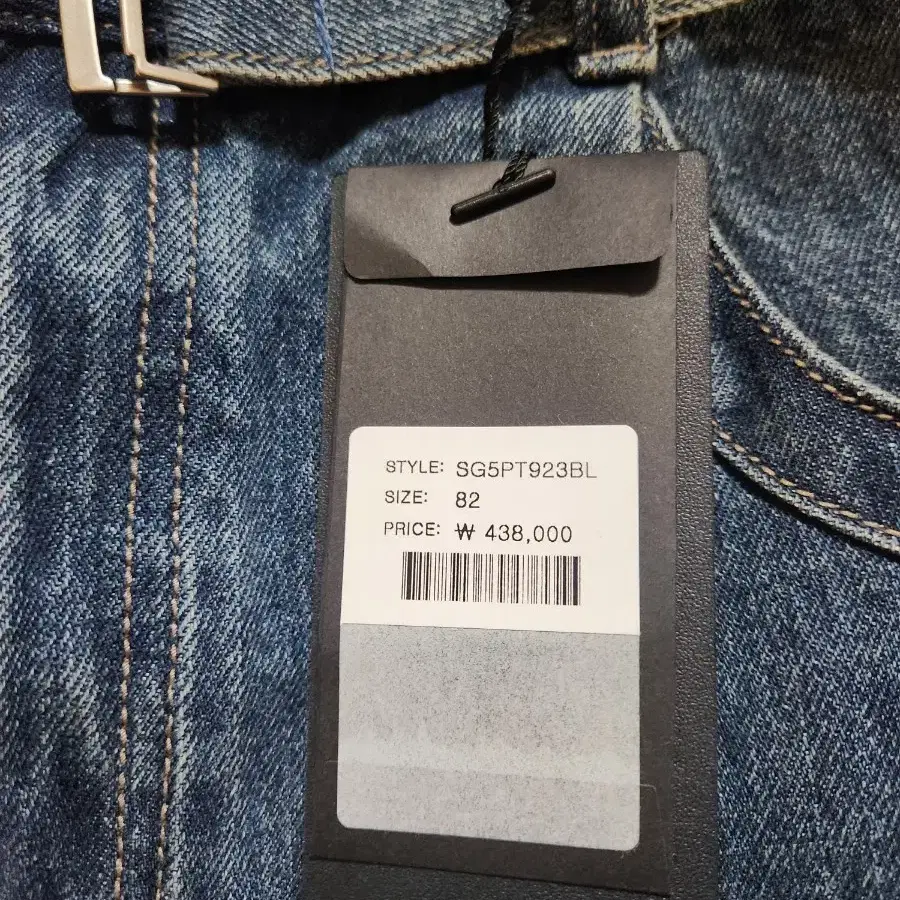 STYLE: SG5PT923BL
SIZE: 82
PRICE: ₩ 438,000